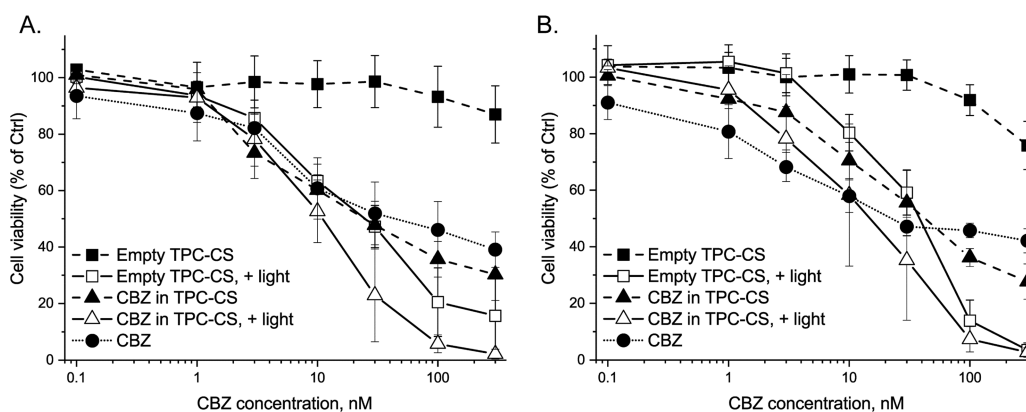 A.
Cell viability (% of Ctrl)
100
80
60
40
20
0
Empty TPC-CS
Empty TPC-CS, + light
CBZ in TPC-CS
CBZ in TPC-CS, + light
CBZ
0.1
1
10
100
CBZ concentration, nM
B.
Cell viability (% of Ctrl)
100
80
60
40
20
0
Empty TPC-CS
Empty TPC-CS, + light
CBZ in TPC-CS
CBZ in TPC-CS, + light
CBZ
0.1
1
10
100
CBZ concentration, nM